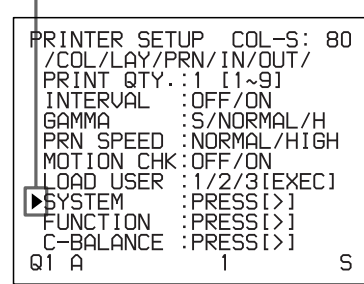 PRINTER SETUP COL-S: 80
/COL/LAY/PRN/IN/OUT/
PRINT QTY.:1 [1~9]
INTERVAL :OFF/ON
GAMMA :S/NORMAL/H
PRN SPEED :NORMAL/HIGH
MOTION CHK:OFF/ON
LOAD USER :1/2/3[EXEC]
▶SYSTEM :PRESS[>]
FUNCTION :PRESS[>]
C-BALANCE :PRESS[>]
Q1 A 1 S